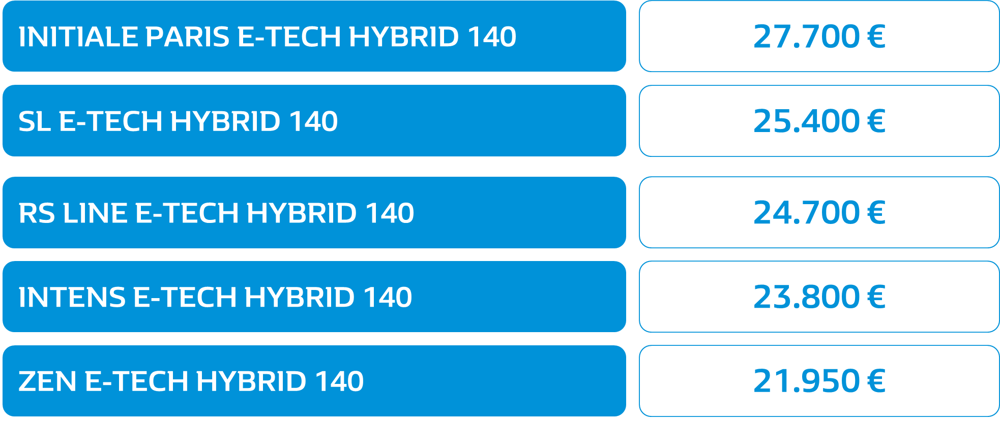 INITIALE PARIS E-TECH HYBRID 140 27.700 €
SL E-TECH HYBRID 140 25.400 €
RS LINE E-TECH HYBRID 140 24.700 €
INTENS E-TECH HYBRID 140 23.800 €
ZEN E-TECH HYBRID 140 21.950 €